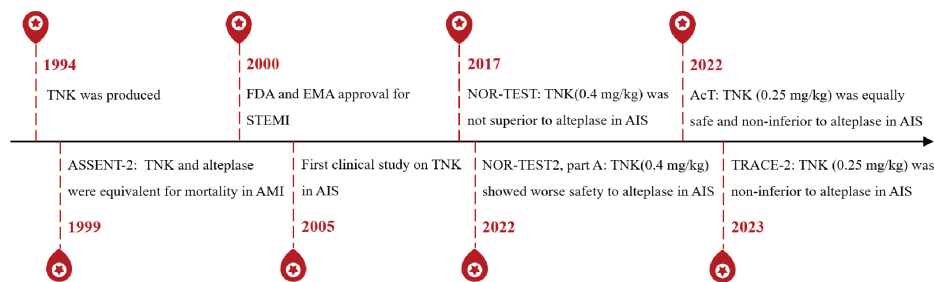 1994
TNK was produced
2000
FDA and EMA approval for
STEMI
2017
NOR-TEST: TNK(0.4 mg/kg) was
not superior to alteplase in AIS
2022
AcT: TNK (0.25 mg/kg) was equally
safe and non-inferior to alteplase in AIS
ASSENT-2: TNK and alteplase
were equivalent for mortality in AMI
1999
First clinical study on TNK
in AIS
2005
NOR-TEST2, part A: TNK(0.4 mg/kg)
showed worse safety to alteplase in AIS
2022
TRACE-2: TNK (0.25 mg/kg) was
non-inferior to alteplase in AIS
2023